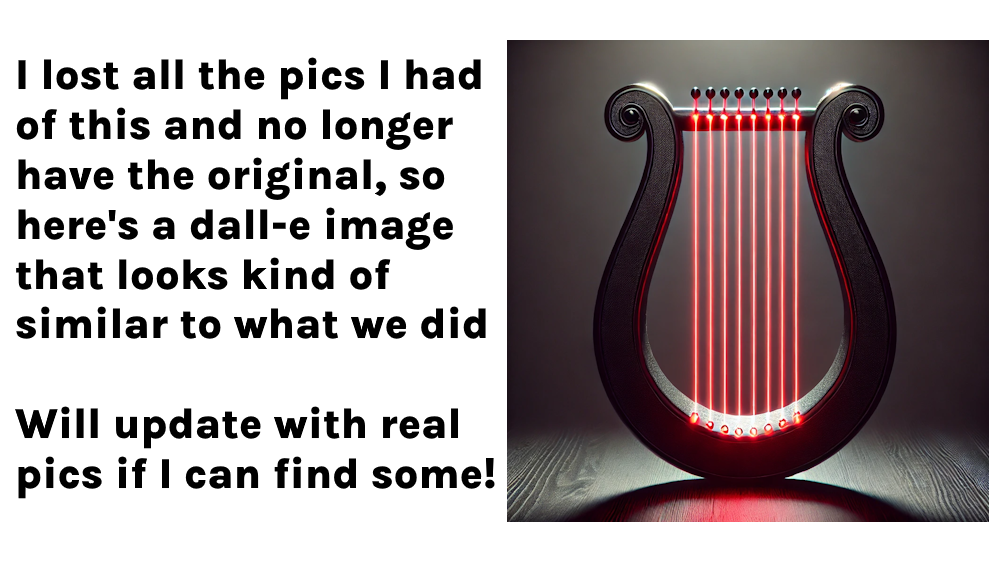 I lost all the pics I had
of this and no longer
have the original, so
here's a dall-e image
that looks kind of
similar to what we did
Will update with real
pics if I can find some!